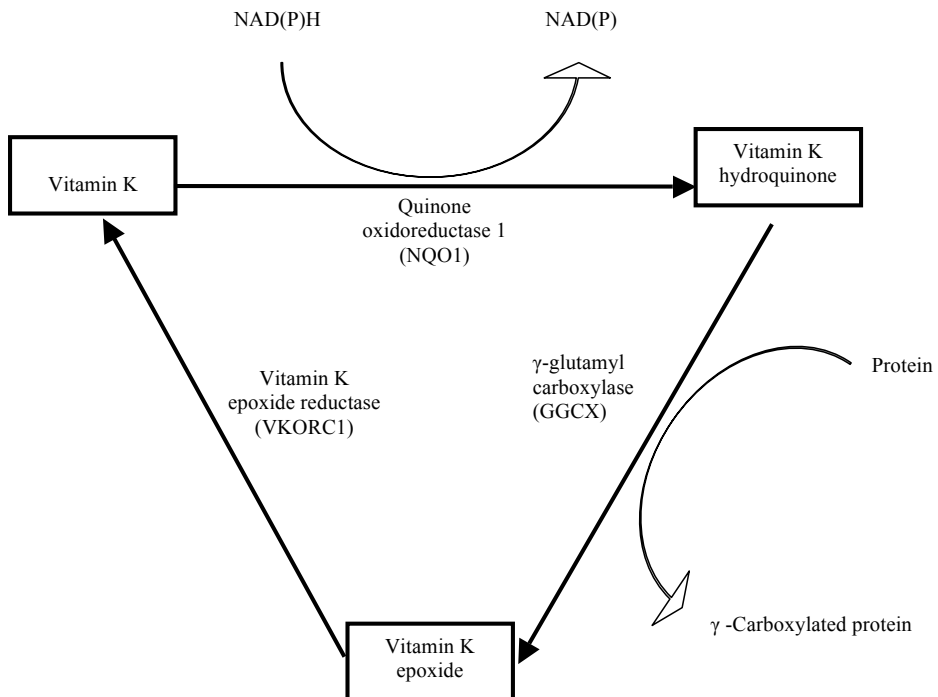 NAD(P)H
NAD(P)
Vitamin K
Vitamin K
hydroquinone
Quinone
oxidoreductase 1
(NQO1)
Vitamin K
epoxide reductase
(VKORC1)
γ-glutamyl
carboxylase
(GGCX)
Protein
γ -Carboxylated protein
Vitamin K
epoxide